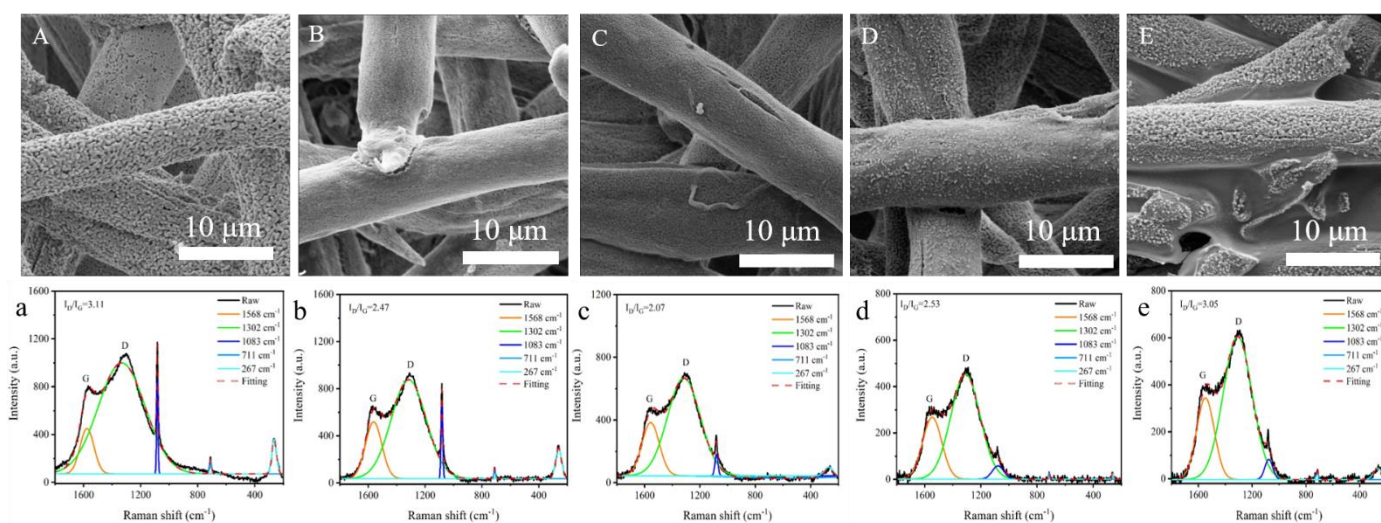 A
10 μm
B
10 μm
C
10 μm
D
10 μm
E
10 μm
a
I_D/I_G=3.11
Raw
1568 cm⁻¹
1302 cm⁻¹
1083 cm⁻¹
711 cm⁻¹
267 cm⁻¹
Fitting
G
D
1600
1200
800
400
0
Intensity (a.u.)
1600 1200 800 400
Raman shift (cm⁻¹)
b
I_D/I_G=2.47
Raw
1568 cm⁻¹
1302 cm⁻¹
1083 cm⁻¹
711 cm⁻¹
267 cm⁻¹
Fitting
G
D
1600
1200
800
400
0
Intensity (a.u.)
1600 1200 800 400
Raman shift (cm⁻¹)
c
I_D/I_G=2.07
Raw
1568 cm⁻¹
1302 cm⁻¹
1083 cm⁻¹
711 cm⁻¹
267 cm⁻¹
Fitting
G
D
1200
800
400
0
Intensity (a.u.)
1600 1200 800 400
Raman shift (cm⁻¹)
d
I_D/I_G=2.53
Raw
1568 cm⁻¹
1302 cm⁻¹
1083 cm⁻¹
711 cm⁻¹
267 cm⁻¹
Fitting
G
D
800
600
400
200
0
Intensity (a.u.)
1600 1200 800 400
Raman shift (cm⁻¹)
e
I_D/I_G=3.05
Raw
1568 cm⁻¹
1302 cm⁻¹
1083 cm⁻¹
711 cm⁻¹
267 cm⁻¹
Fitting
G
D
800
600
400
200
0
Intensity (a.u.)
1600 1200 800 400
Raman shift (cm⁻¹)